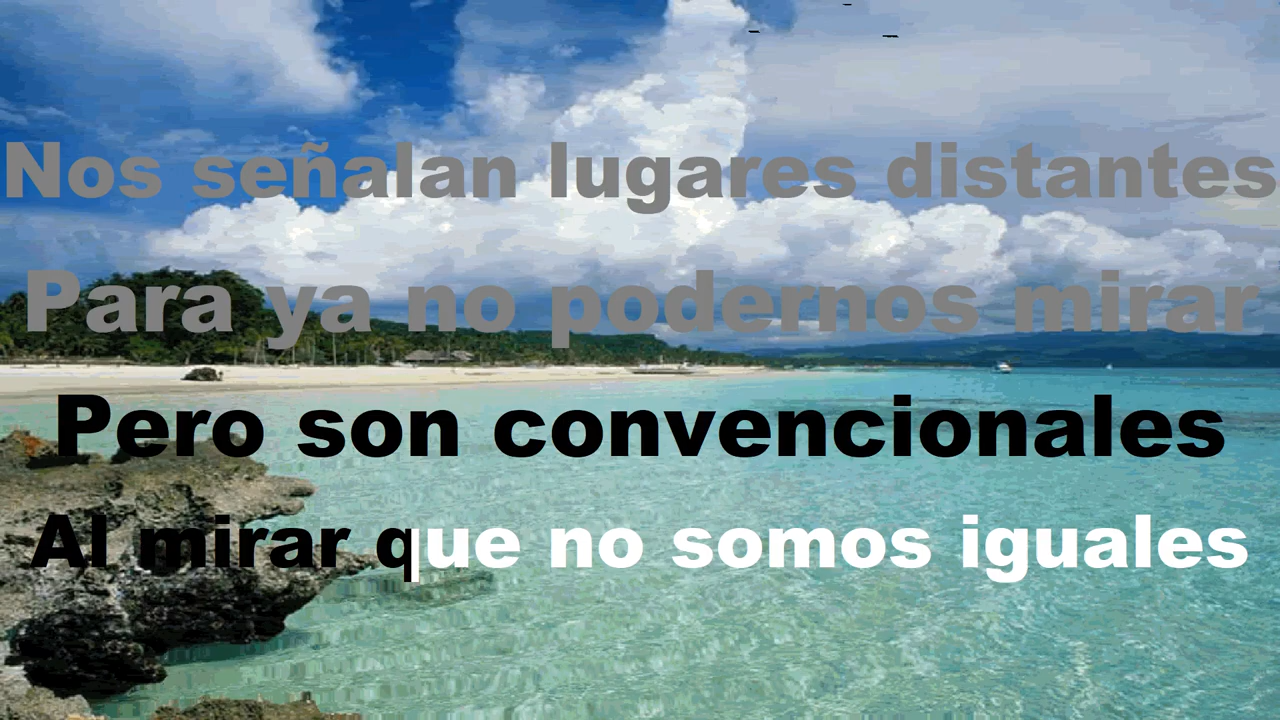 Nos señalan lugares distantes
Para ya no podernos mirar
Pero son convencionales
Al mirar que no somos iguales